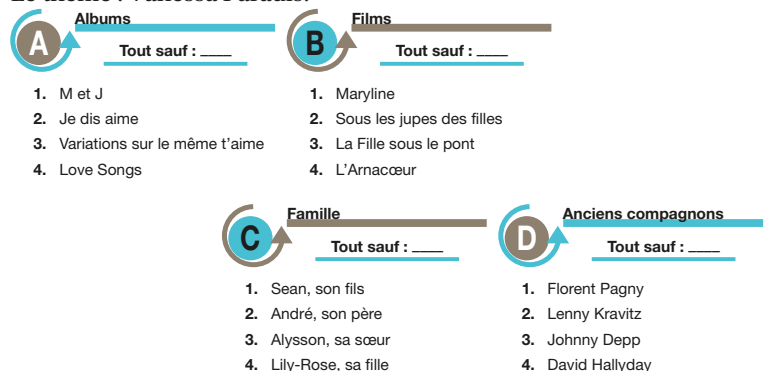 Le thème : Vanessa Paradis.
A
Albums
Tout sauf : ____
1. M et J
2. Je dis aime
3. Variations sur le même t'aime
4. Love Songs
B
Films
Tout sauf : ____
1. Maryline
2. Sous les jupes des filles
3. La Fille sous le pont
4. L'Arnacœur
C
Famille
Tout sauf : ____
1. Sean, son fils
2. André, son père
3. Alysson, sa sœur
4. Lily-Rose, sa fille
D
Anciens compagnons
Tout sauf : ____
1. Florent Pagny
2. Lenny Kravitz
3. Johnny Depp
4. David Hallyday